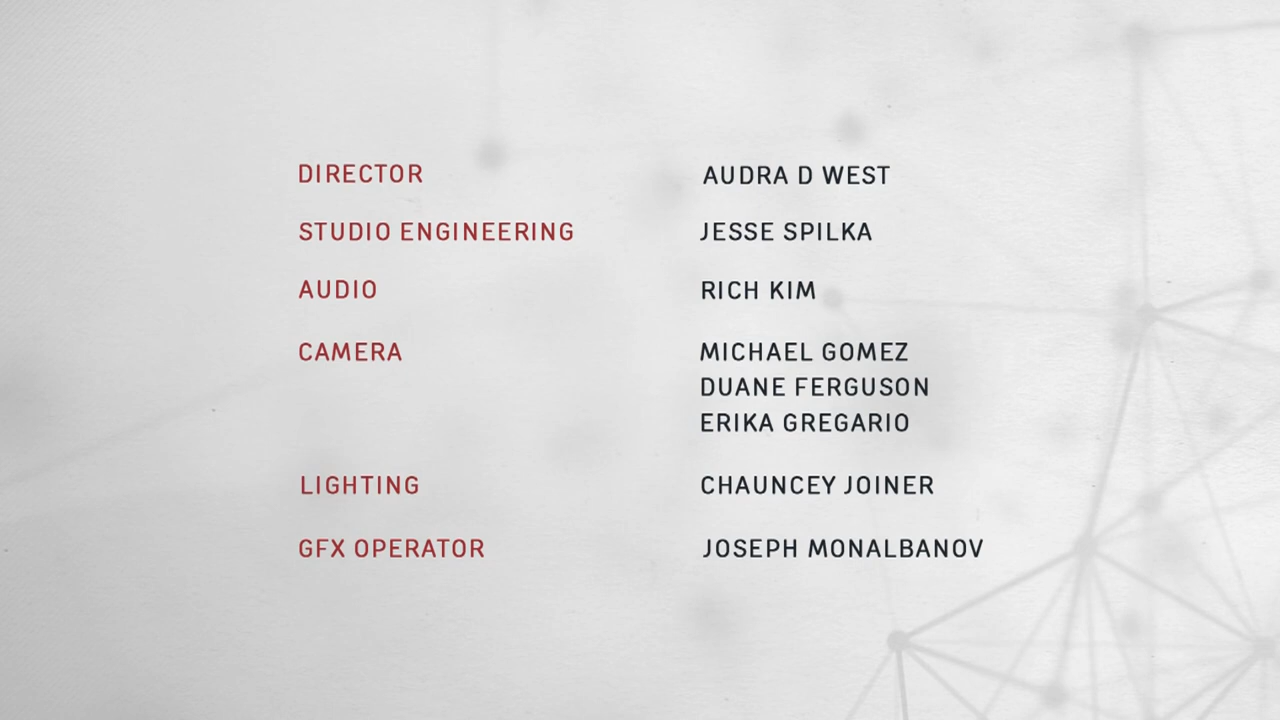 DIRECTOR AUDRA D WEST
STUDIO ENGINEERING JESSE SPILKA
AUDIO RICH KIM
CAMERA MICHAEL GOMEZ
DUANE FERGUSON
ERIKA GREGARIO
LIGHTING CHAUNCEY JOINER
GFX OPERATOR JOSEPH MONALBANOV